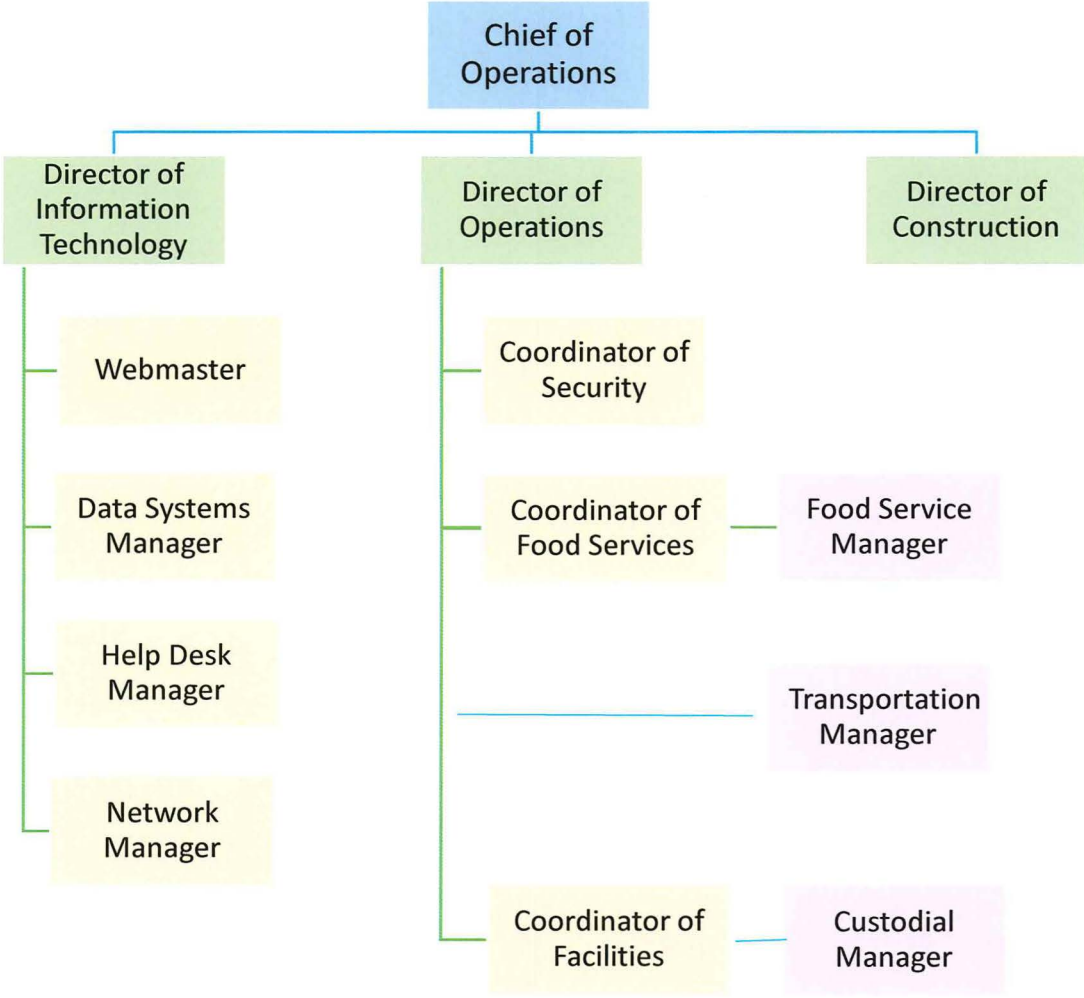 Chief of
Operations
Director of
Information
Technology
Director of
Operations
Director of
Construction
Webmaster
Coordinator of
Security
Data Systems
Manager
Coordinator of
Food Services
Food Service
Manager
Help Desk
Manager
Transportation
Manager
Network
Manager
Coordinator of
Facilities
Custodial
Manager